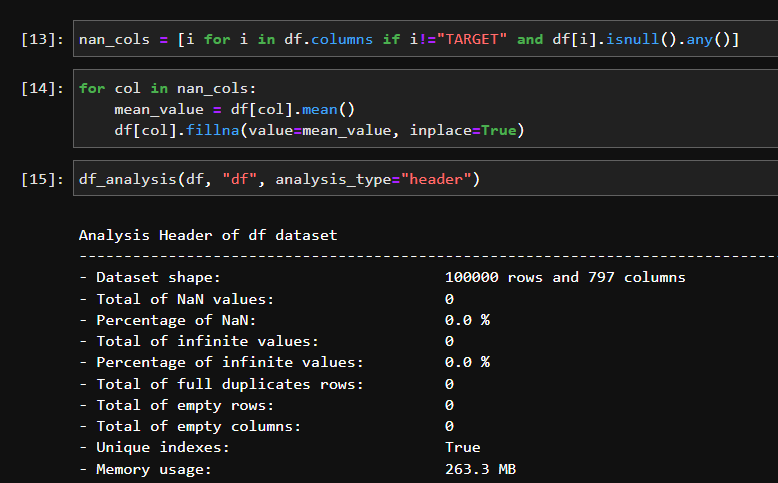 [13]: nan_cols = [i for i in df.columns if i!="TARGET" and df[i].isnull().any()]
[14]: for col in nan_cols:
    mean_value = df[col].mean()
    df[col].fillna(value=mean_value, inplace=True)
[15]: df_analysis(df, "df", analysis_type="header")
Analysis Header of df dataset
--------------------------------------------------------------------------------
- Dataset shape: 100000 rows and 797 columns
- Total of NaN values: 0
- Percentage of NaN: 0.0 %
- Total of infinite values: 0
- Percentage of infinite values: 0.0 %
- Total of full duplicates rows: 0
- Total of empty rows: 0
- Total of empty columns: 0
- Unique indexes: True
- Memory usage: 263.3 MB